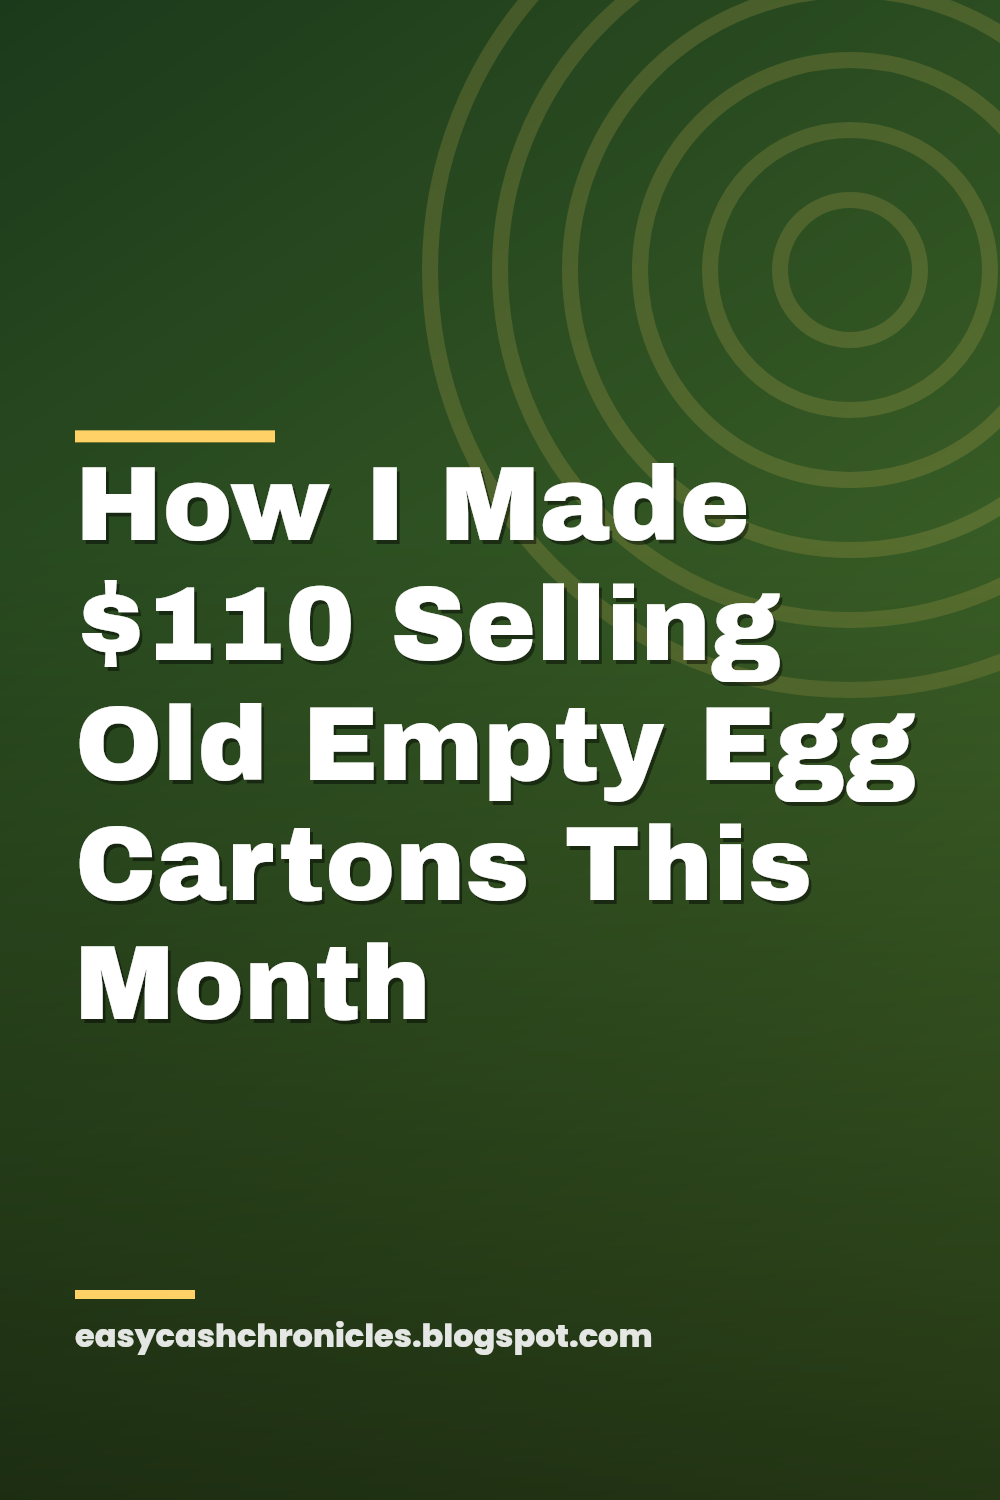 How I Made
$110 Selling
Old Empty Egg
Cartons This
Month
easycashchronicles.blogspot.com